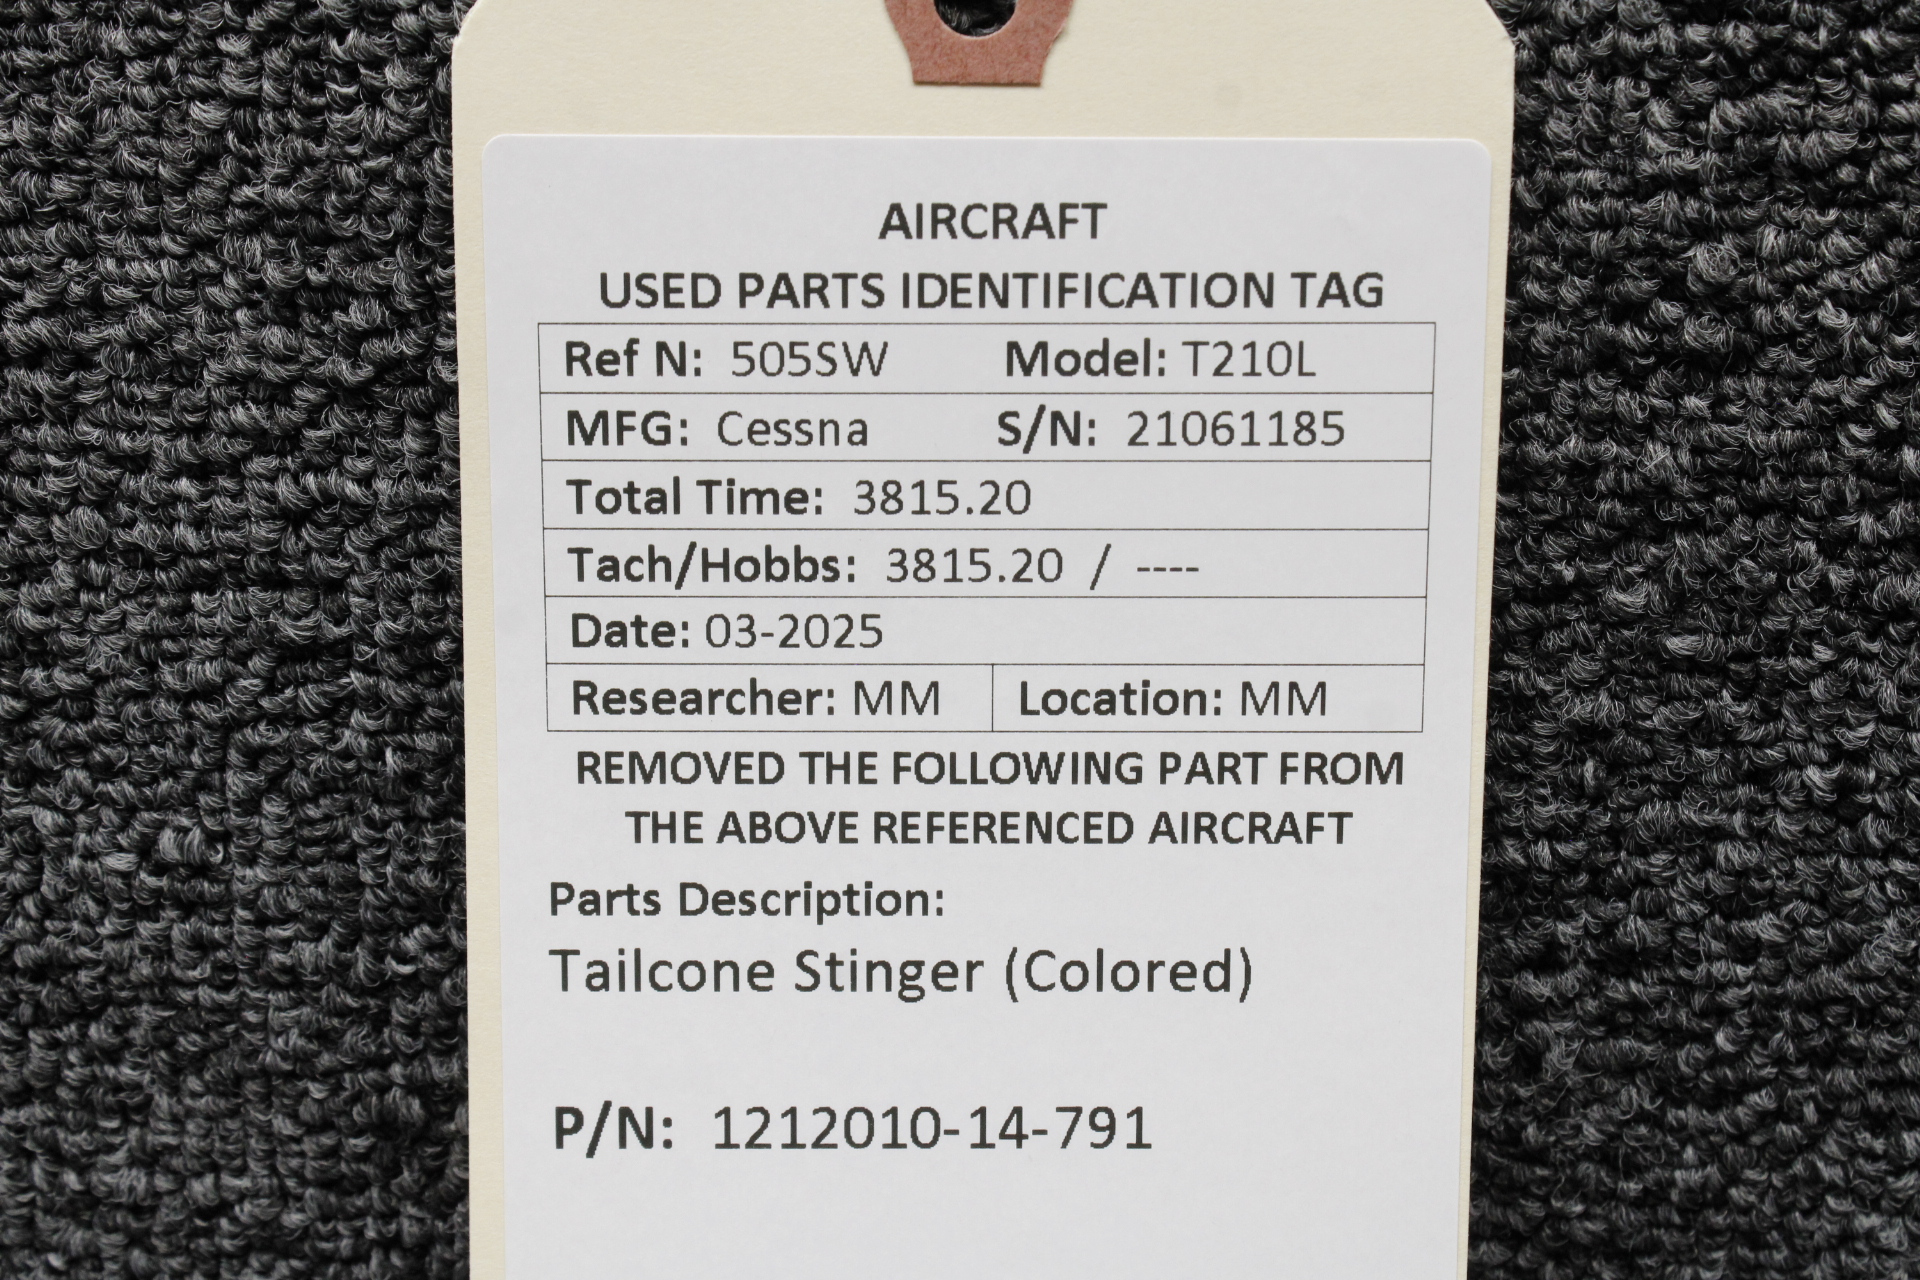 AIRCRAFT
USED PARTS IDENTIFICATION TAG
Ref N: 505SW Model: T210L
MFG: Cessna S/N: 21061185
Total Time: 3815.20
Tach/Hobbs: 3815.20 / ----
Date: 03-2025
Researcher: MM Location: MM
REMOVED THE FOLLOWING PART FROM
THE ABOVE REFERENCED AIRCRAFT
Parts Description:
Tailcone Stinger (Colored)
P/N: 1212010-14-791